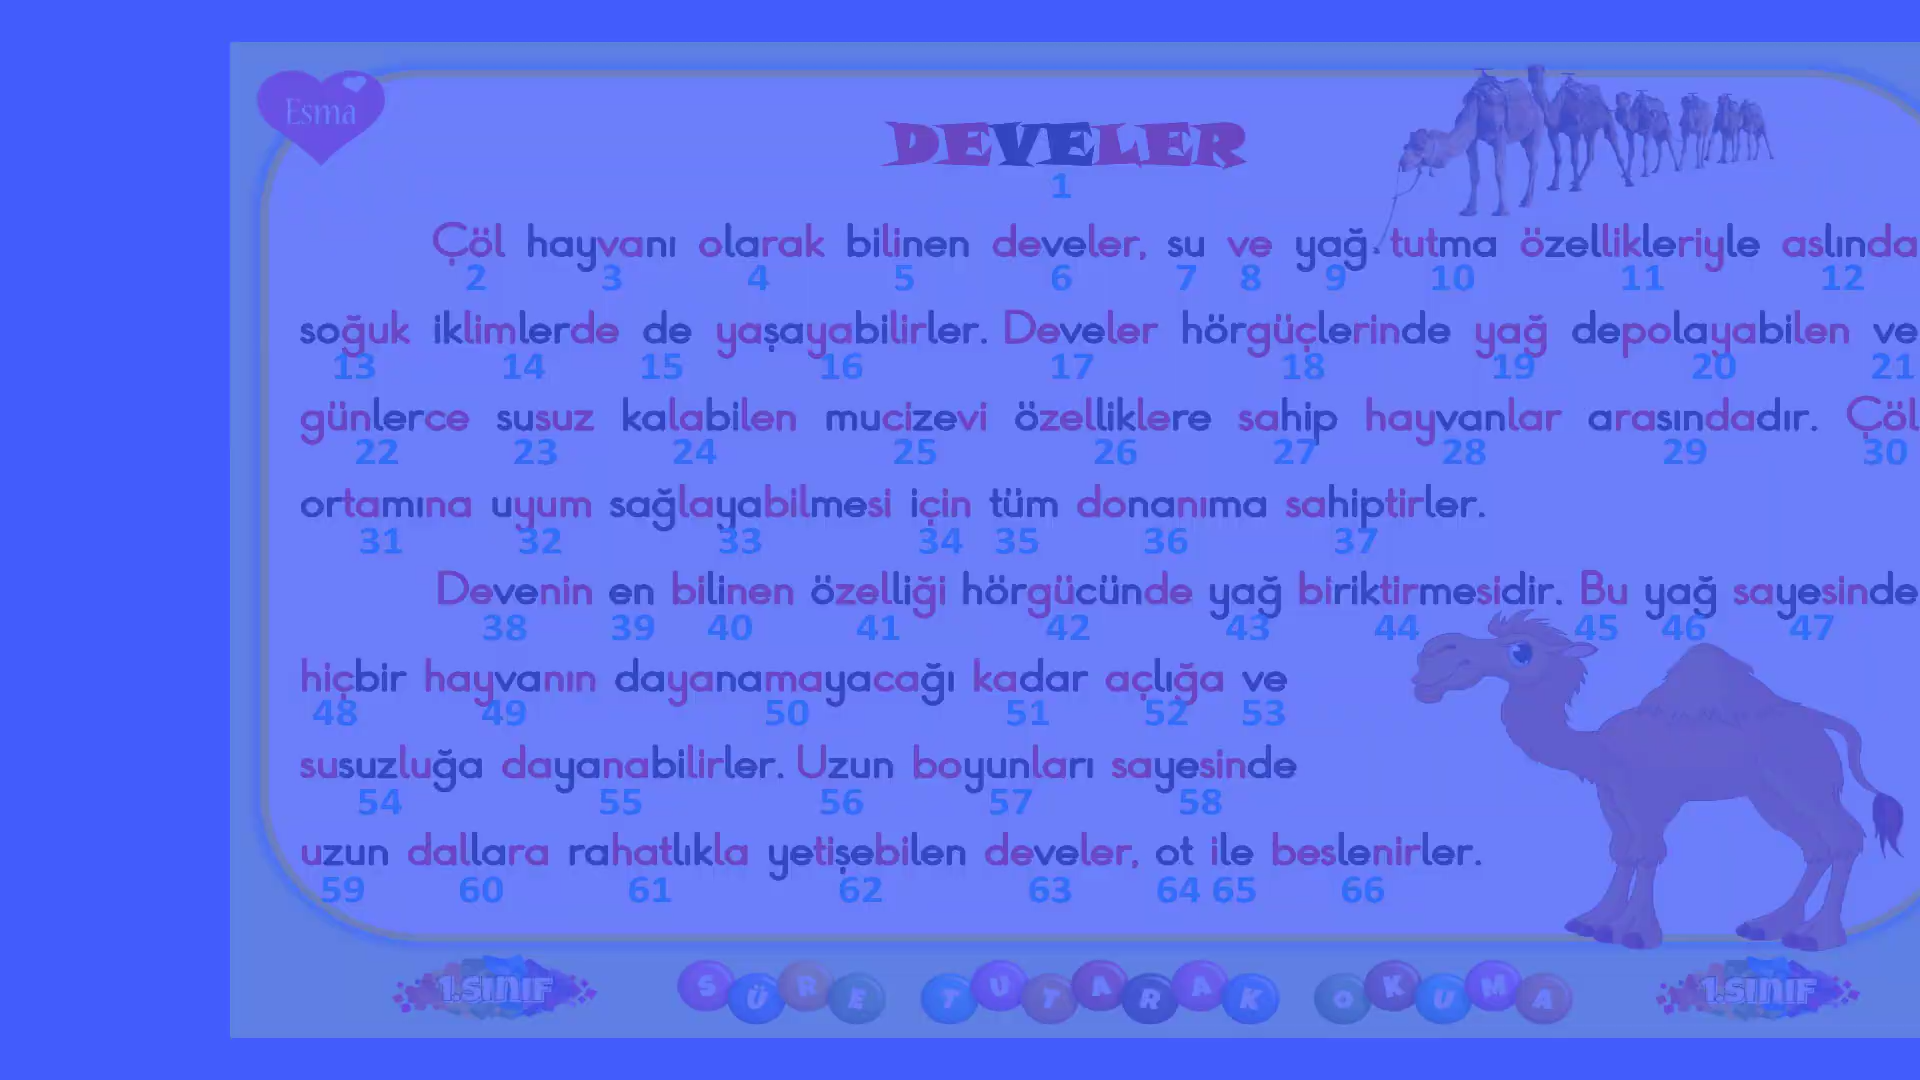 Esma
DEVELER
1
Çöl hayvanı olarak bilinen develer, su ve yağ tutma özellikleriyle aslında
2 3 4 5 6 7 8 9 10 11 12
soğuk iklimlerde de yaşayabilirler. Develer hörgüçlerinde yağ depolayabilen ve
13 14 15 16 17 18 19 20 21
günlerce susuz kalabilen mucizevi özelliklere sahip hayvanlar arasındadır. Çöl
22 23 24 25 26 27 28 29 30
ortamına uyum sağlayabilmesi için tüm donanıma sahiptirler.
31 32 33 34 35 36 37
Devenin en bilinen özelliği hörgücünde yağ biriktirmesidir. Bu yağ sayesinde
38 39 40 41 42 43 44 45 46 47
hiçbir hayvanın dayanamayacağı kadar açlığa ve
48 49 50 51 52 53
susuzluğa dayanabilirler. Uzun boyunları sayesinde
54 55 56 57 58
uzun dallara rahatlıkla yetişebilen develer, ot ile beslenirler.
59 60 61 62 63 64 65 66
1.SINIF SÜRE TUTARAK OKUMA 1.SINIF